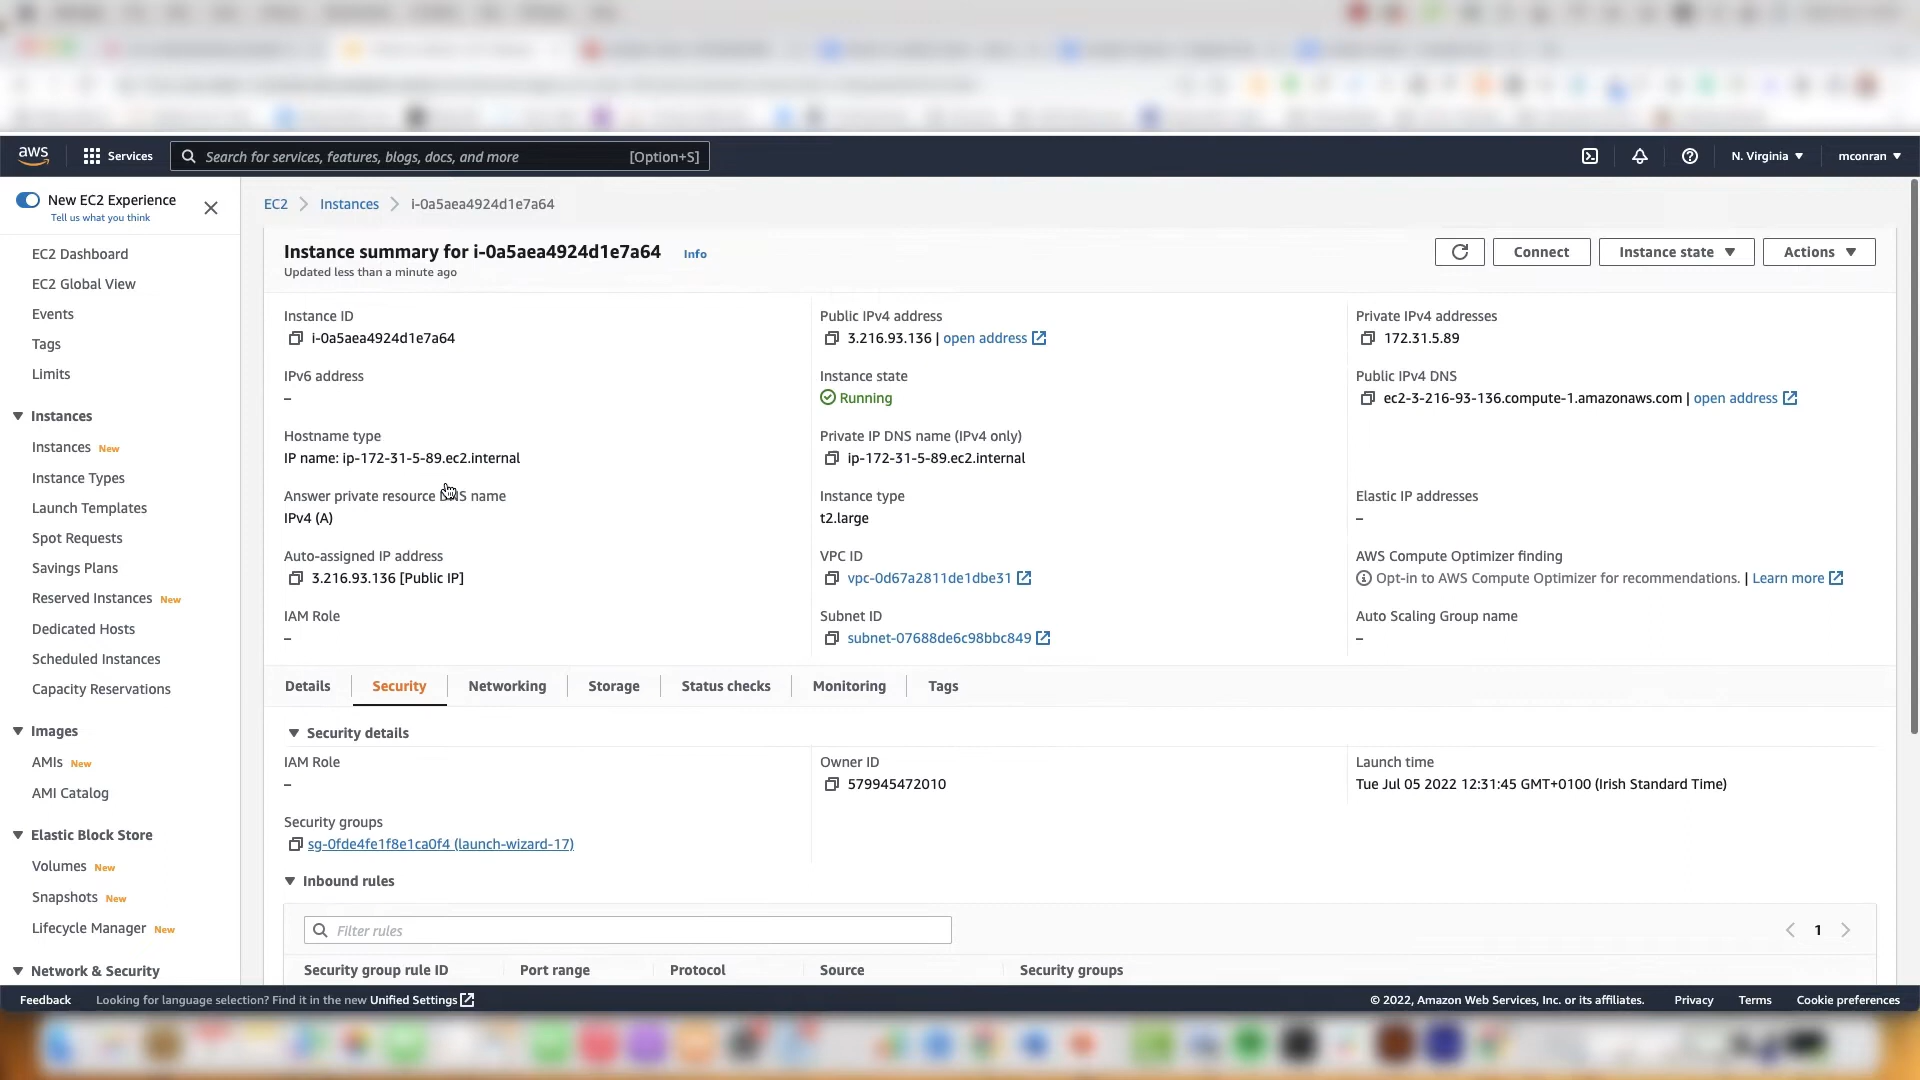 aws
Services
Search for services, features, blogs, docs, and more
[Option+S]
N. Virginia
mconran
New EC2 Experience
Tell us what you think
EC2 Dashboard
EC2 Global View
Events
Tags
Limits
Instances
Instances New
Instance Types
Launch Templates
Spot Requests
Savings Plans
Reserved Instances New
Dedicated Hosts
Scheduled Instances
Capacity Reservations
Images
AMIs New
AMI Catalog
Elastic Block Store
Volumes New
Snapshots New
Lifecycle Manager New
Network & Security
EC2 > Instances > i-0a5aea4924d1e7a64
Instance summary for i-0a5aea4924d1e7a64 Info
Updated less than a minute ago
Connect
Instance state
Actions
Instance ID
i-0a5aea4924d1e7a64
Public IPv4 address
3.216.93.136 | open address
Private IPv4 addresses
172.31.5.89
IPv6 address
–
Instance state
Running
Public IPv4 DNS
ec2-3-216-93-136.compute-1.amazonaws.com | open address
Hostname type
IP name: ip-172-31-5-89.ec2.internal
Private IP DNS name (IPv4 only)
ip-172-31-5-89.ec2.internal
Answer private resource DNS name
IPv4 (A)
Instance type
t2.large
Elastic IP addresses
–
Auto-assigned IP address
3.216.93.136 [Public IP]
VPC ID
vpc-0d67a2811de1dbe31
AWS Compute Optimizer finding
Opt-in to AWS Compute Optimizer for recommendations. | Learn more
IAM Role
–
Subnet ID
subnet-07688de6c98bbc849
Auto Scaling Group name
–
Details
Security
Networking
Storage
Status checks
Monitoring
Tags
Security details
IAM Role
–
Owner ID
579945472010
Launch time
Tue Jul 05 2022 12:31:45 GMT+0100 (Irish Standard Time)
Security groups
sg-0fde4fe1f8e1ca0f4 (launch-wizard-17)
Inbound rules
Filter rules
1
Security group rule ID
Port range
Protocol
Source
Security groups
Feedback
Looking for language selection? Find it in the new Unified Settings
© 2022, Amazon Web Services, Inc. or its affiliates.
Privacy
Terms
Cookie preferences